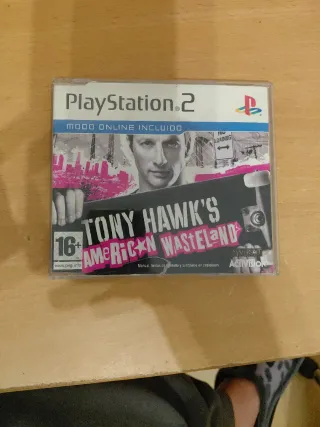 PlayStation®2
MODO ONLINE INCLUIDO
TONY HAWK'S
AMERICAN WASTELAND
16+
ACTIVISION